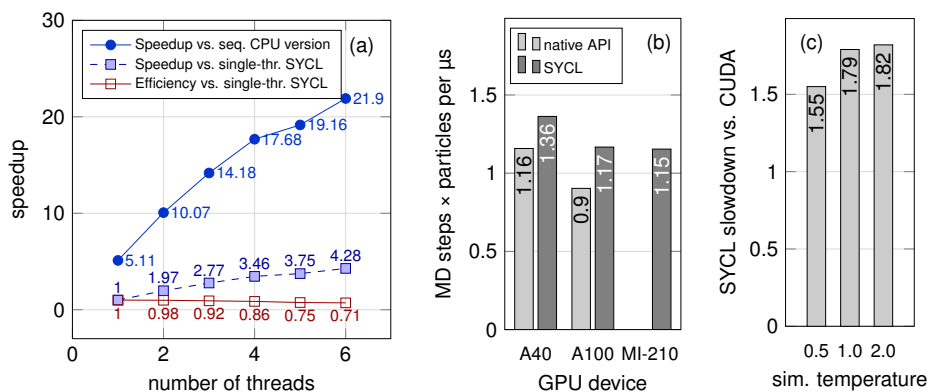 (a)
Speedup vs. seq. CPU version
Speedup vs. single-thr. SYCL
Efficiency vs. single-thr. SYCL
30
20
10
0
speedup
5.11
10.07
14.18
17.68
19.16
21.9
1
1.97
2.77
3.46
3.75
4.28
1
0.98
0.92
0.86
0.75
0.71
0 2 4 6
number of threads
(b)
native API
SYCL
1.5
1
0.5
0
MD steps × particles per µs
1.16
1.36
0.9
1.17
1.15
A40 A100 MI-210
GPU device
(c)
1.5
1
0.5
0
SYCL slowdown vs. CUDA
1.55
1.79
1.82
0.5 1.0 2.0
sim. temperature